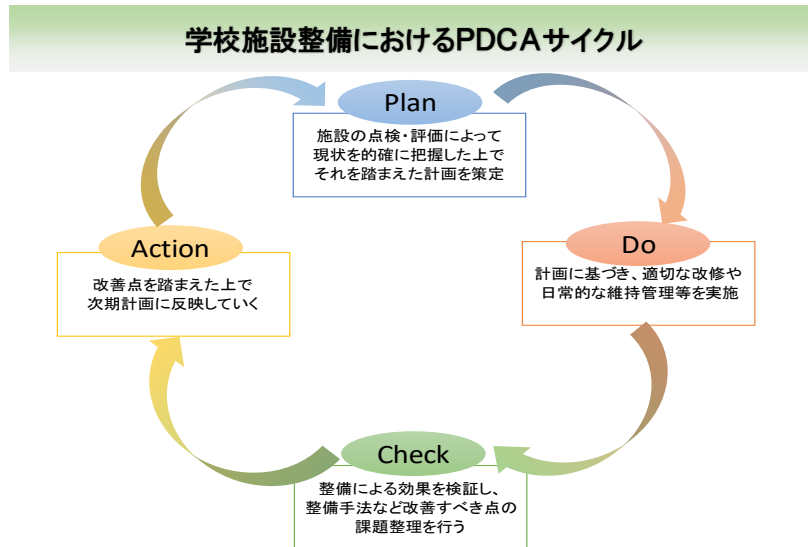 学校施設整備におけるPDCAサイクル
Plan
施設の点検・評価によって
現状を的確に把握した上で
それを踏まえた計画を策定
Do
計画に基づき、適切な改修や
日常的な維持管理等を実施
Check
整備による効果を検証し、
整備手法など改善すべき点の
課題整理を行う
Action
改善点を踏まえた上で
次期計画に反映していく